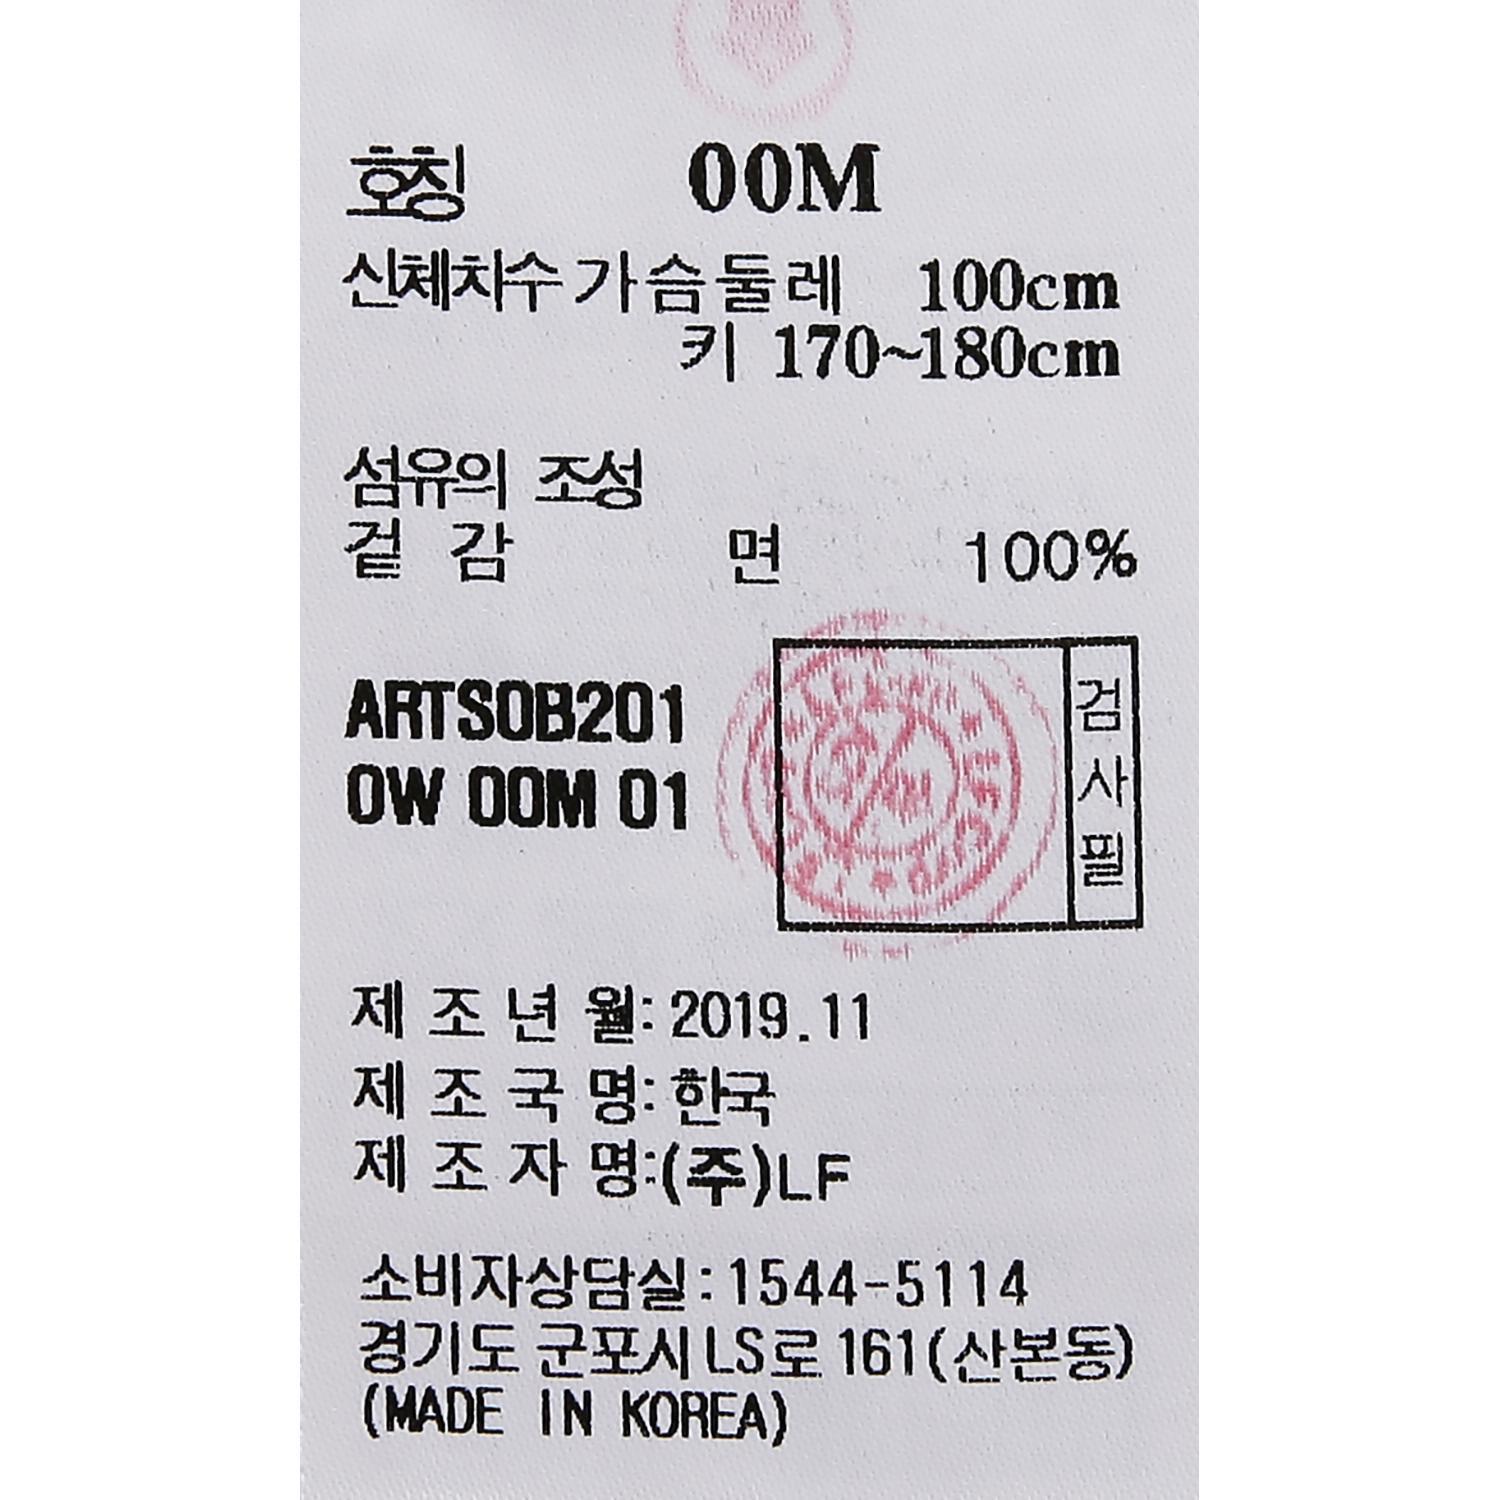 호칭 00M
신체치수 가슴둘레 100cm
키 170~180cm
섬유의 조성
겉 감 면 100%
ARTS0B201
0W 00M 01
검사필
제 조 년 월: 2019.11
제 조 국 명: 한국
제 조 자 명:(주)LF
소비자상담실:1544-5114
경기도 군포시 LS로 161(산본동)
(MADE IN KOREA)